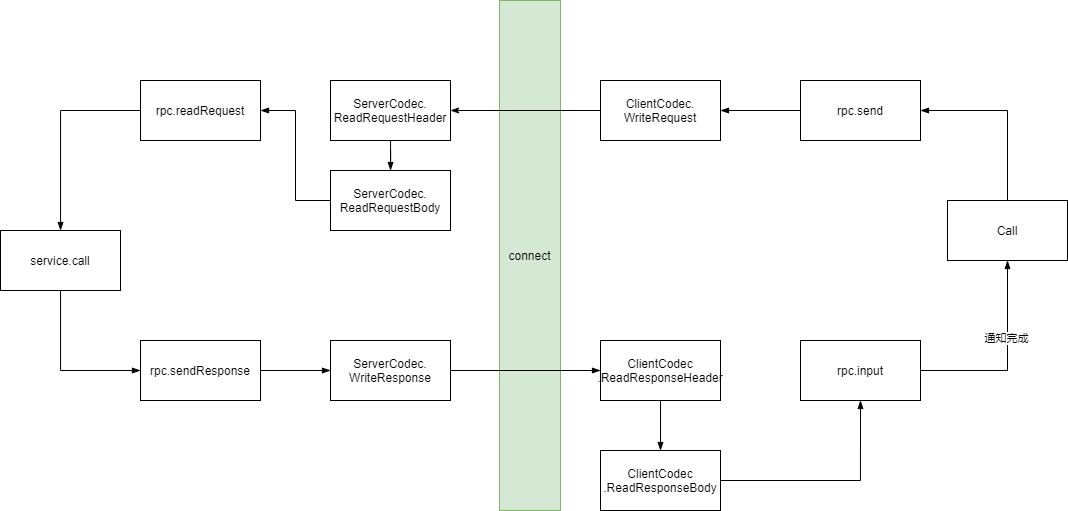 rpc.readRequest
ServerCodec.
ReadRequestHeader
ClientCodec.
WriteRequest
rpc.send
ServerCodec.
ReadRequestBody
Call
service.call
connect
通知完成
rpc.sendResponse
ServerCodec.
WriteResponse
ClientCodec
.ReadResponseHeader
rpc.input
ClientCodec
.ReadResponseBody